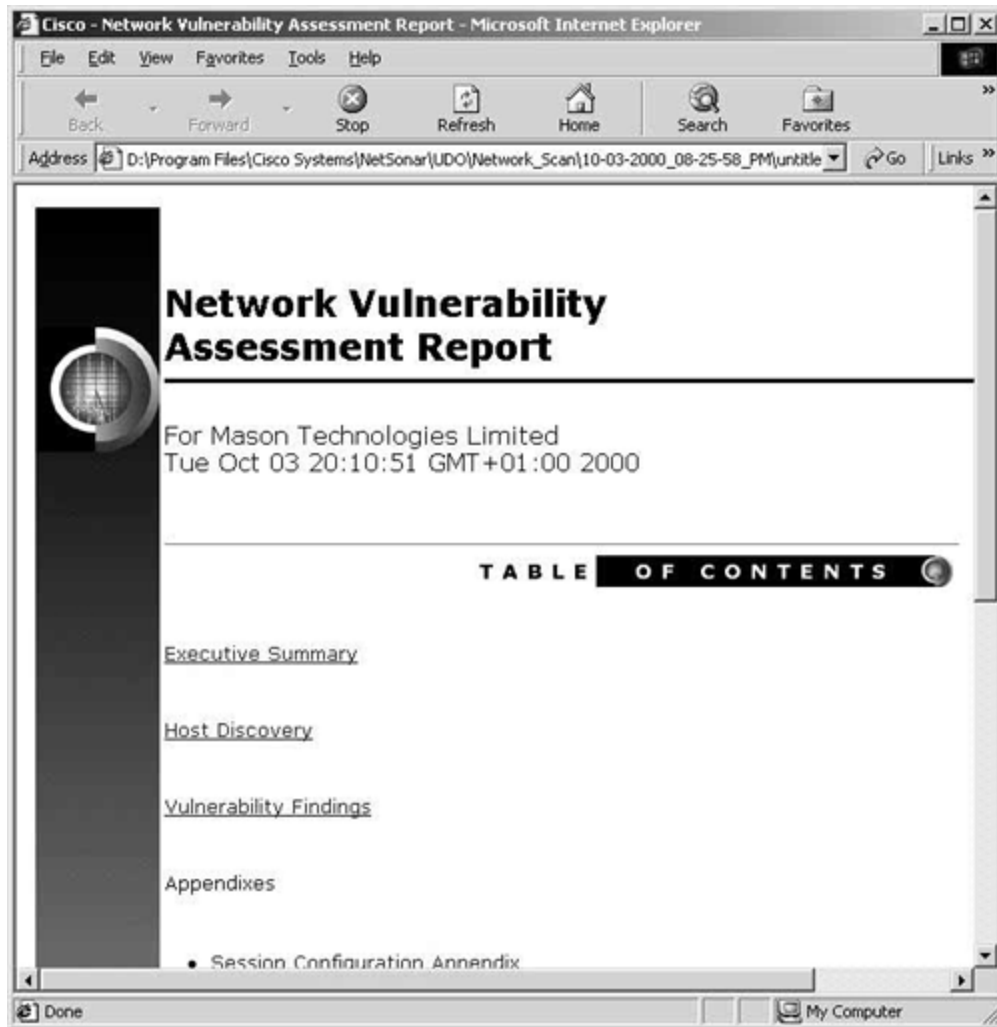 Cisco - Network Vulnerability Assessment Report - Microsoft Internet Explorer
File Edit View Favorites Tools Help
Back Forward Stop Refresh Home Search Favorites »
Address D:\Program Files\Cisco Systems\NetSonar\UDO\Network_Scan\10-03-2000_08-25-58_PM\untitle Go Links »
Network Vulnerability
Assessment Report
For Mason Technologies Limited
Tue Oct 03 20:10:51 GMT+01:00 2000
TABLE OF CONTENTS
Executive Summary
Host Discovery
Vulnerability Findings
Appendixes
• Session Configuration Appendix
Done My Computer